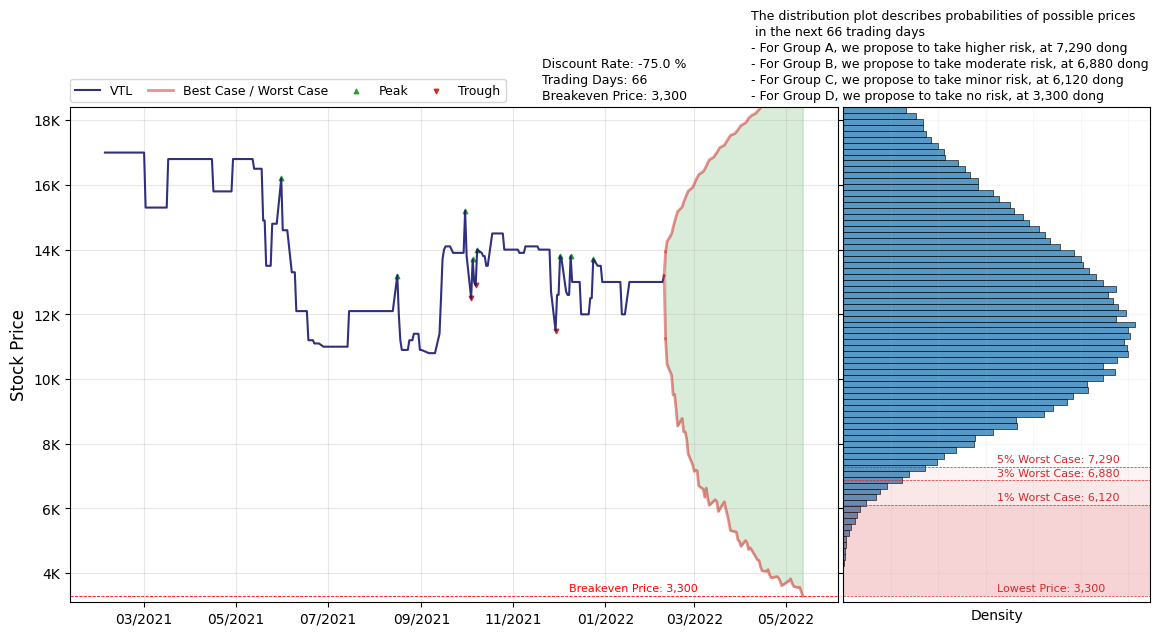 The distribution plot describes probabilities of possible prices
in the next 66 trading days
- For Group A, we propose to take higher risk, at 7,290 dong
- For Group B, we propose to take moderate risk, at 6,880 dong
- For Group C, we propose to take minor risk, at 6,120 dong
- For Group D, we propose to take no risk, at 3,300 dong
Discount Rate: -75.0 %
Trading Days: 66
Breakeven Price: 3,300
VTL
Best Case / Worst Case
Peak
Trough
Stock Price
18K
16K
14K
12K
10K
8K
6K
4K
Breakeven Price: 3,300
03/2021
05/2021
07/2021
09/2021
11/2021
01/2022
03/2022
05/2022
5% Worst Case: 7,290
3% Worst Case: 6,880
1% Worst Case: 6,120
Lowest Price: 3,300
Density